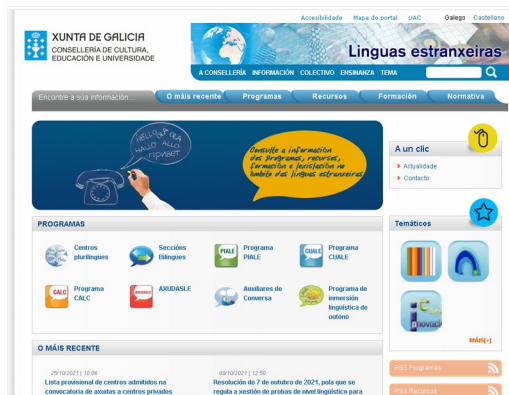 Accesibilidade Mapa do portal UAC Galego Castellano
XUNTA DE GALICIA
CONSELLERÍA DE CULTURA,
EDUCACIÓN E UNIVERSIDADE
Linguas estranxeiras
A CONSELLERÍA INFORMACIÓN COLECTIVO ENSINANZA TEMA
Encontre a súa información...
O máis recente Programas Recursos Formación Normativa
HELLO
HALLO ALLO
ПРИВЕТ
Consulte a información
dos programas, recursos,
formación e lexislación no
ámbito das linguas estranxeiras
A un clic
Actualidade
Contacto
PROGRAMAS
Centros
plurilingües
Seccións
Bilingües
PIALE
Programa
PIALE
CUALE
Programa
CUALE
CALC
Programa
CALC
AXUDASLE
Auxiliares de
Conversa
Programa de
inmersión
lingüística de
outono
Temáticos
MÁIS[+]
O MÁIS RECENTE
29/10/2021 | 10:06
Lista provisional de centros admitidos na
convocatoria de axudas a centros privados
08/10/2021 | 12:50
Resolución do 7 de outubro de 2021, pola que se
regula a xestión de probas de nivel lingüístico para
RSS Programas
RSS Recursos